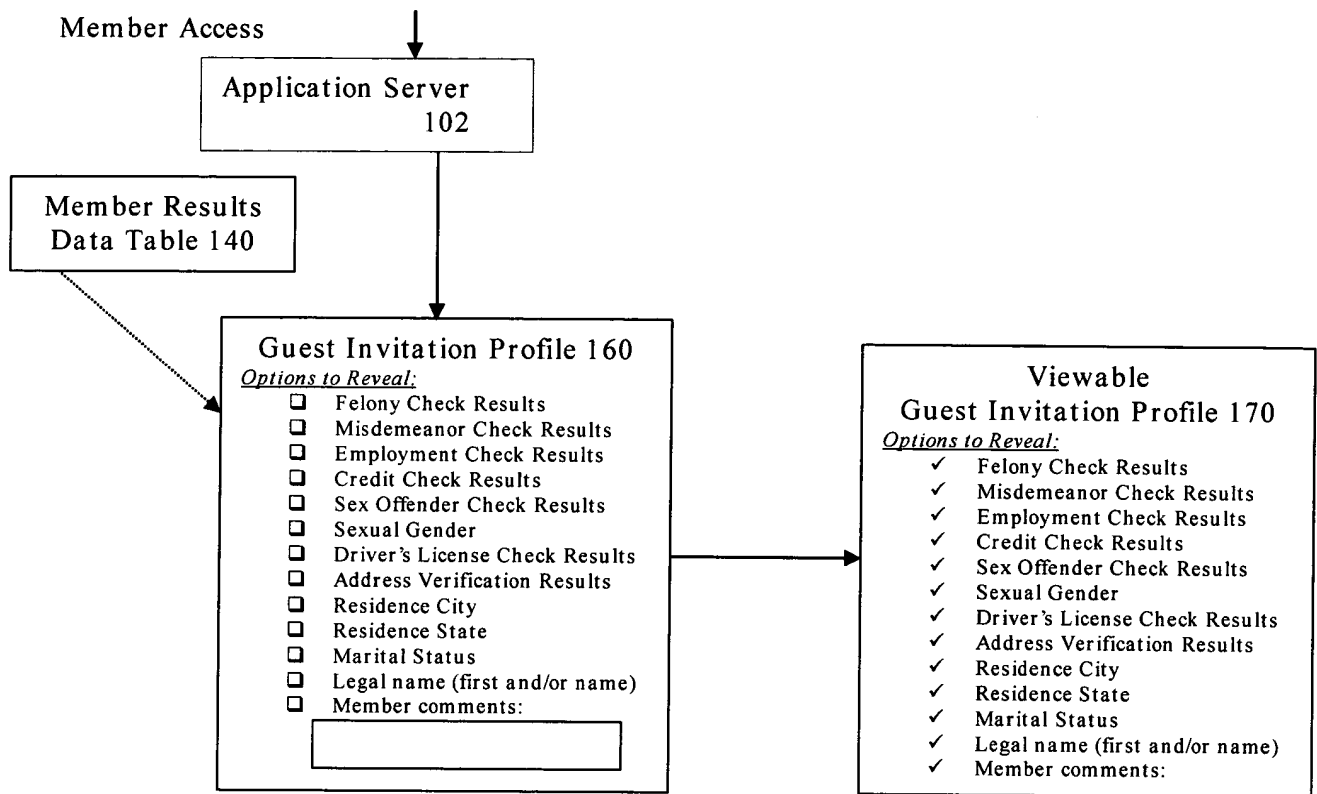 Member Access
Application Server
102
Member Results
Data Table 140
Guest Invitation Profile 160
Options to Reveal:
❑ Felony Check Results
❑ Misdemeanor Check Results
❑ Employment Check Results
❑ Credit Check Results
❑ Sex Offender Check Results
❑ Sexual Gender
❑ Driver's License Check Results
❑ Address Verification Results
❑ Residence City
❑ Residence State
❑ Marital Status
❑ Legal name (first and/or name)
❑ Member comments:
Viewable
Guest Invitation Profile 170
Options to Reveal:
✓ Felony Check Results
✓ Misdemeanor Check Results
✓ Employment Check Results
✓ Credit Check Results
✓ Sex Offender Check Results
✓ Sexual Gender
✓ Driver's License Check Results
✓ Address Verification Results
✓ Residence City
✓ Residence State
✓ Marital Status
✓ Legal name (first and/or name)
✓ Member comments: